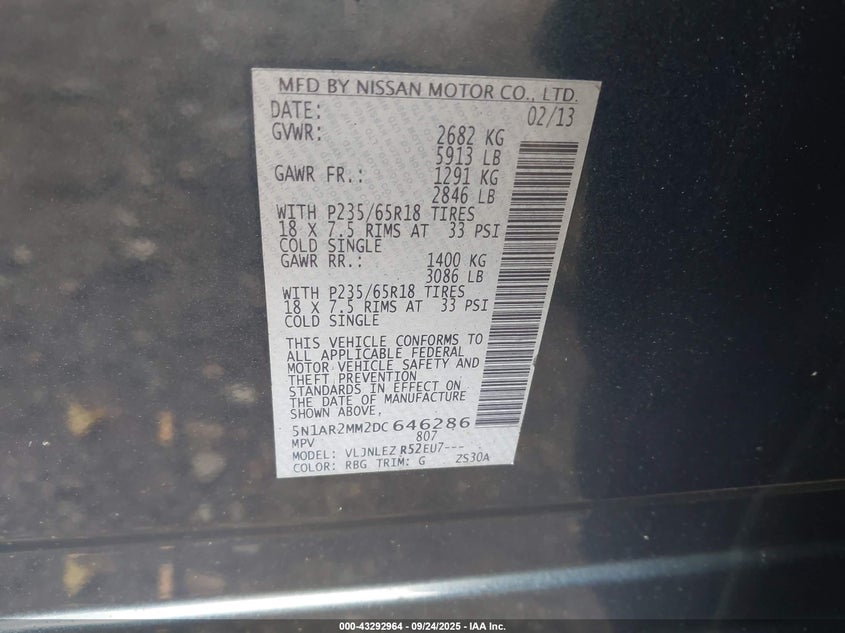 MFD BY NISSAN MOTOR CO., LTD.
DATE: 02/13
GVWR: 2682 KG
5913 LB
GAWR FR.: 1291 KG
2846 LB
WITH P235/65R18 TIRES
18 X 7.5 RIMS AT 33 PSI
COLD SINGLE
GAWR RR.: 1400 KG
3086 LB
WITH P235/65R18 TIRES
18 X 7.5 RIMS AT 33 PSI
COLD SINGLE
THIS VEHICLE CONFORMS TO
ALL APPLICABLE FEDERAL
MOTOR VEHICLE SAFETY AND
THEFT PREVENTION
STANDARDS IN EFFECT ON
THE DATE OF MANUFACTURE
SHOWN ABOVE.
5N1AR2MM2DC646286
MPV 807
MODEL: VLJNLEZ R52EU7---
COLOR: RBG TRIM: G ZS30A
000-43292964 - 09/24/2025 - IAA Inc.